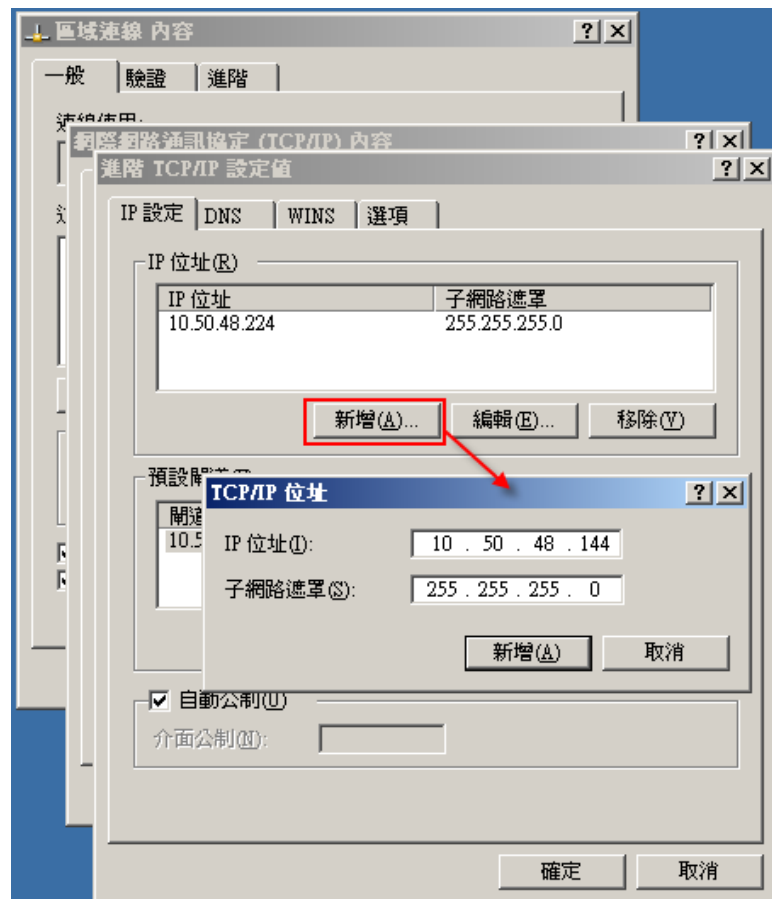 區域連線 內容
一般 驗證 進階
網際網路通訊協定 (TCP/IP) 內容
進階 TCP/IP 設定值
IP 設定 DNS WINS 選項
IP 位址(R)
IP 位址 子網路遮罩
10.50.48.224 255.255.255.0
新增(A)... 編輯(E)... 移除(V)
TCP/IP 位址
IP 位址(I): 10 . 50 . 48 . 144
子網路遮罩(S): 255 . 255 . 255 . 0
新增(A) 取消
自動公制(U)
介面公制(N):
確定 取消